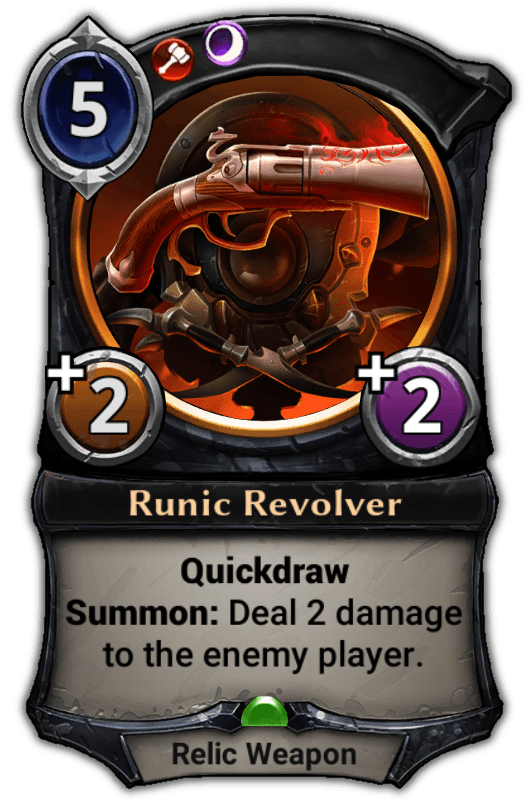 5
+2
+2
Runic Revolver
Quickdraw
Summon: Deal 2 damage
to the enemy player.
Relic Weapon